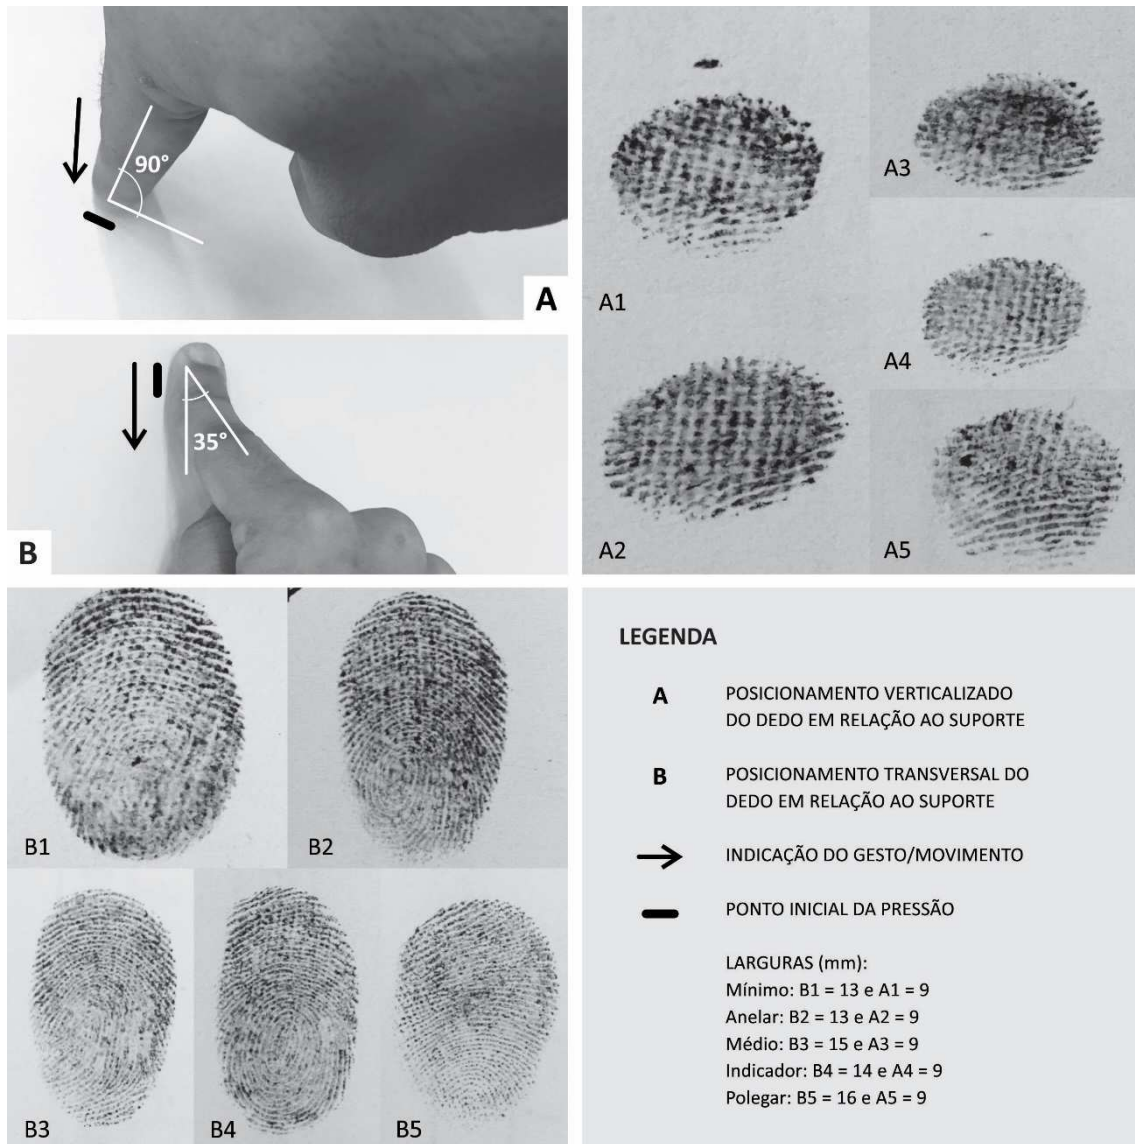 90°
A
35°
B
A1
A2
A3
A4
A5
B1
B2
B3
B4
B5
LEGENDA
A POSICIONAMENTO VERTICALIZADO
DO DEDO EM RELAÇÃO AO SUPORTE
B POSICIONAMENTO TRANSVERSAL DO
DEDO EM RELAÇÃO AO SUPORTE
INDICAÇÃO DO GESTO/MOVIMENTO
PONTO INICIAL DA PRESSÃO
LARGURAS (mm):
Mínimo: B1 = 13 e A1 = 9
Anelar: B2 = 13 e A2 = 9
Médio: B3 = 15 e A3 = 9
Indicador: B4 = 14 e A4 = 9
Polegar: B5 = 16 e A5 = 9